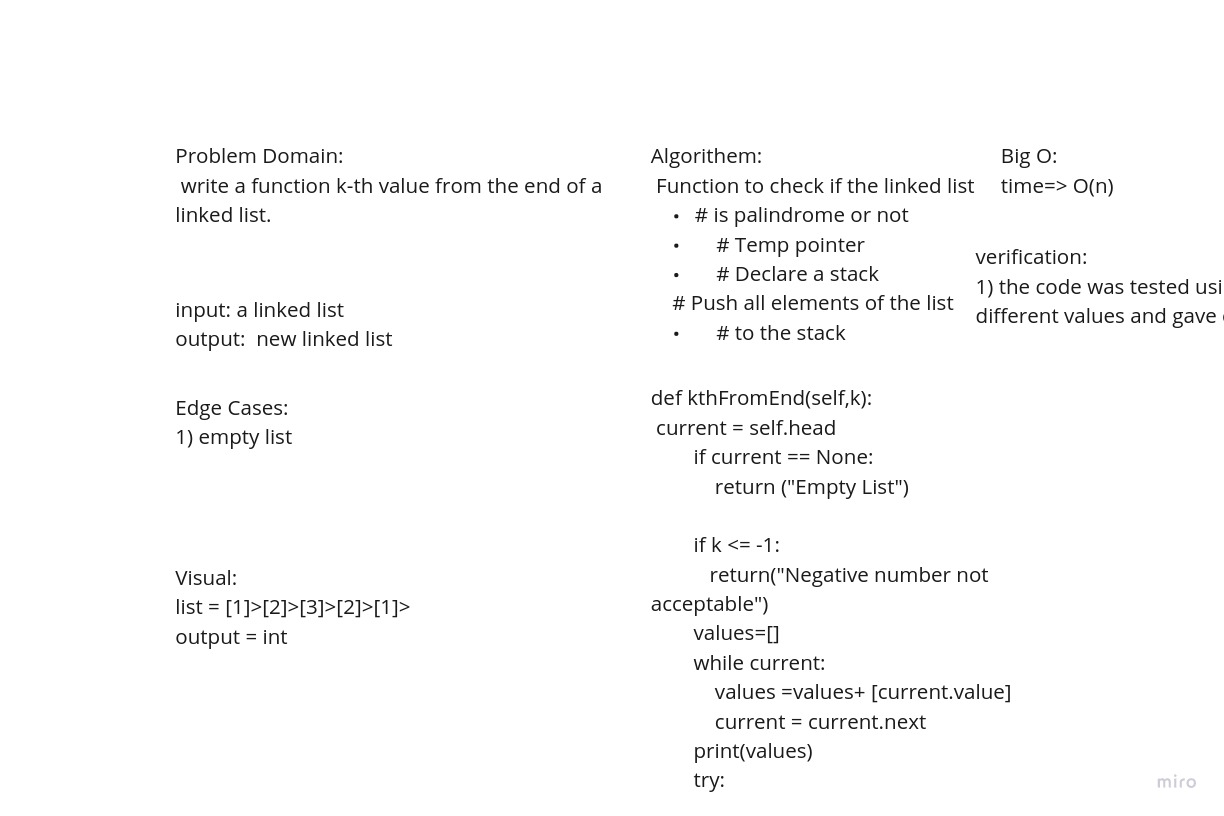 Problem Domain:
write a function k-th value from the end of a
linked list.
input: a linked list
output:  new linked list
Edge Cases:
1) empty list
Visual:
list = [1]>[2]>[3]>[2]>[1]>
output = int
Algorithem:
Function to check if the linked list
• # is palindrome or not
• # Temp pointer
• # Declare a stack
# Push all elements of the list
• # to the stack
def kthFromEnd(self,k):
current = self.head
if current == None:
return ("Empty List")
if k <= -1:
return("Negative number not
acceptable")
values=[]
while current:
values =values+ [current.value]
current = current.next
print(values)
try:
Big O:
time=> O(n)
verification:
1) the code was tested usi
different values and gave
miro